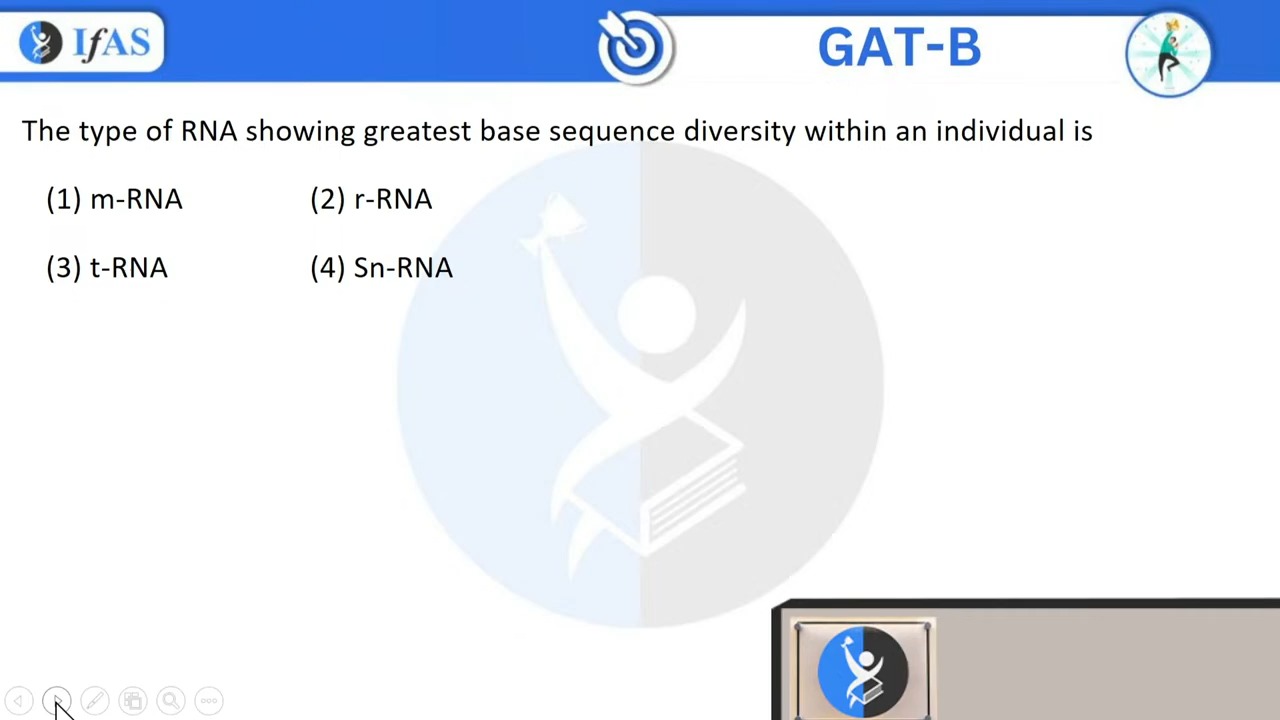 IfAS
GAT-B
The type of RNA showing greatest base sequence diversity within an individual is
(1) m-RNA (2) r-RNA
(3) t-RNA (4) Sn-RNA